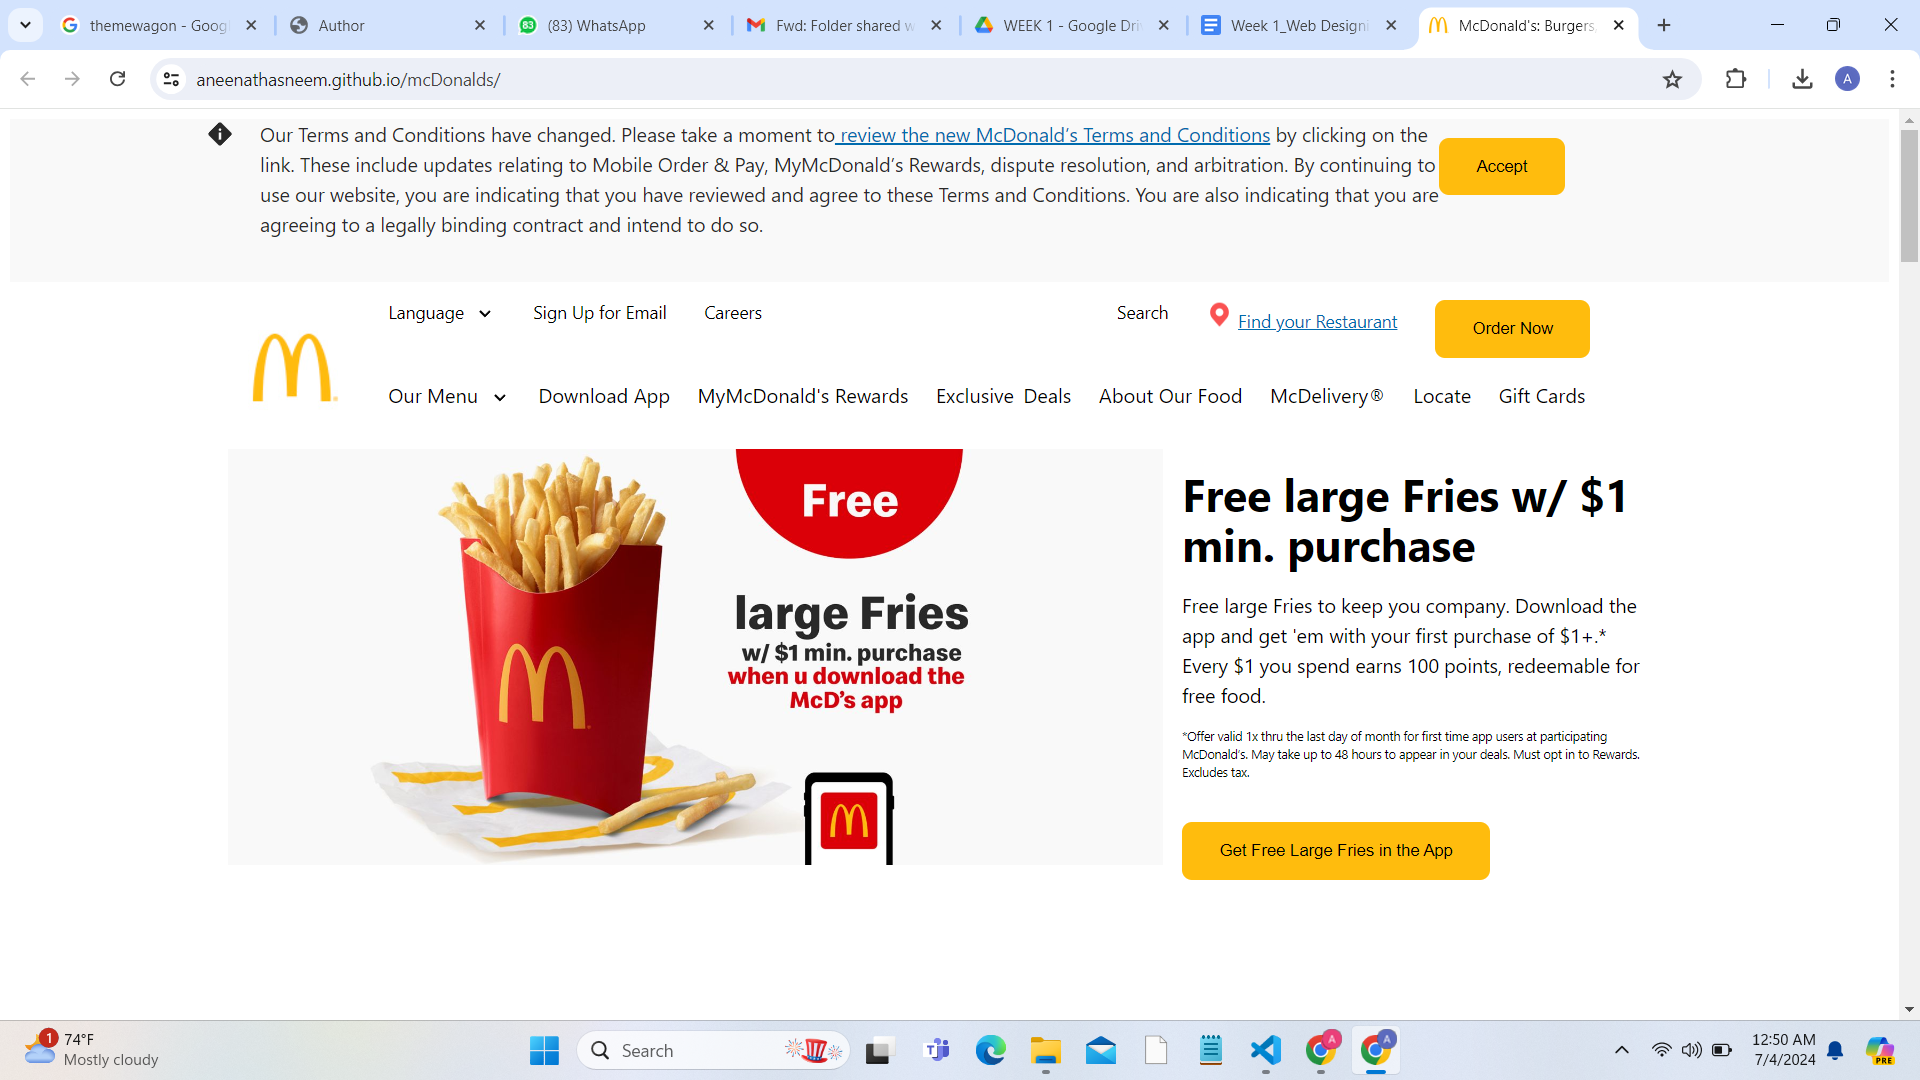 themewagon - Goog
Author
(83) WhatsApp
Fwd: Folder shared w
WEEK 1 - Google Dri
Week 1_Web Design
McDonald's: Burgers,
aneenathasneem.github.io/mcDonalds/
A
Our Terms and Conditions have changed. Please take a moment to review the new McDonald’s Terms and Conditions by clicking on the
link. These include updates relating to Mobile Order & Pay, MyMcDonald’s Rewards, dispute resolution, and arbitration. By continuing to
use our website, you are indicating that you have reviewed and agree to these Terms and Conditions. You are also indicating that you are
agreeing to a legally binding contract and intend to do so.
Accept
Language
Sign Up for Email
Careers
Search
Find your Restaurant
Order Now
Our Menu
Download App
MyMcDonald's Rewards
Exclusive Deals
About Our Food
McDelivery®
Locate
Gift Cards
Free
large Fries
w/ $1 min. purchase
when u download the
McD’s app
Free large Fries w/ $1
min. purchase
Free large Fries to keep you company. Download the
app and get 'em with your first purchase of $1+.*
Every $1 you spend earns 100 points, redeemable for
free food.
*Offer valid 1x thru the last day of month for first time app users at participating
McDonald’s. May take up to 48 hours to appear in your deals. Must opt in to Rewards.
Excludes tax.
Get Free Large Fries in the App
1
74°F
Mostly cloudy
Search
A
A
12:50 AM
7/4/2024
PRE